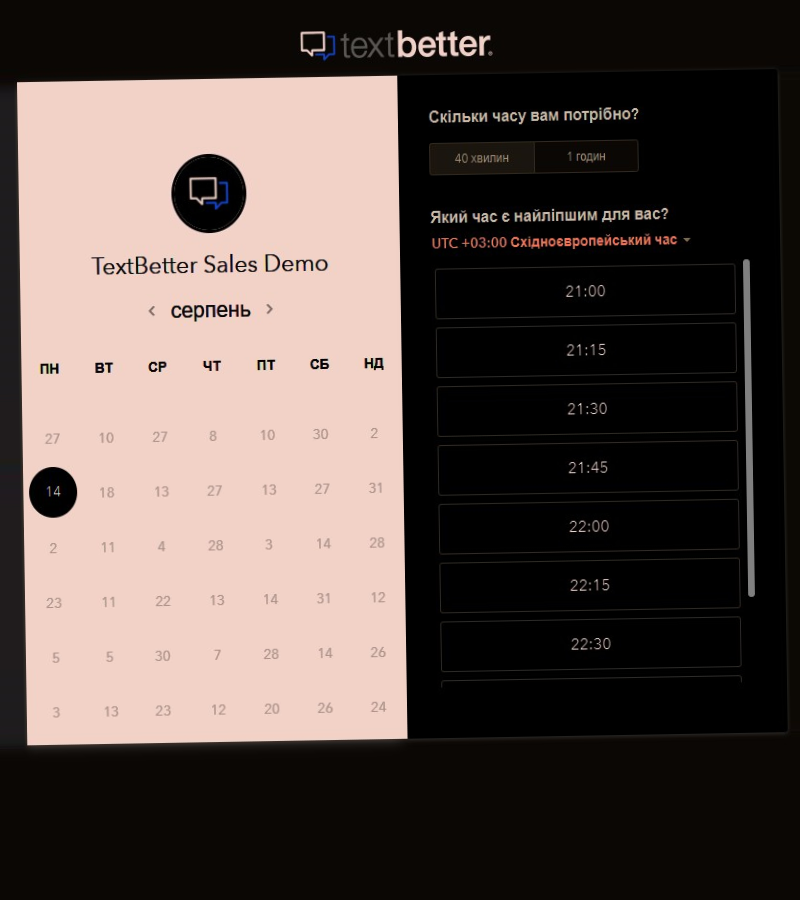 textbetter®
TextBetter Sales Demo
серпень
ПН ВТ СР ЧТ ПТ СБ НД
27 10 27 8 10 30 2
14 18 13 27 13 27 31
2 11 4 28 3 14 28
23 11 22 13 14 31 12
5 5 30 7 28 14 26
3 13 23 12 20 26 24
Скільки часу вам потрібно?
40 хвилин 1 годин
Який час є найліпшим для вас?
UTC +03:00 Східноєвропейський час
21:00
21:15
21:30
21:45
22:00
22:15
22:30